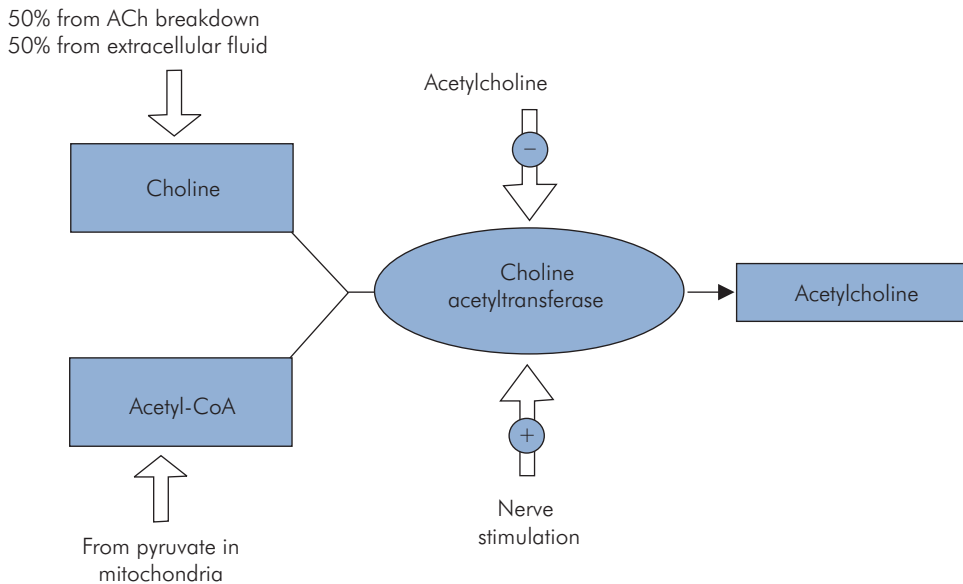 50% from ACh breakdown
50% from extracellular fluid
Acetylcholine
−
Choline
Choline
acetyltransferase
Acetylcholine
Acetyl-CoA
+
From pyruvate in
mitochondria
Nerve
stimulation